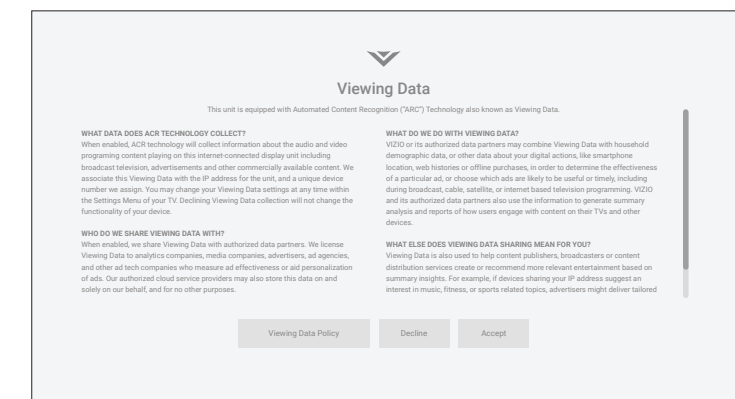 Viewing Data
This unit is equipped with Automated Content Recognition ("ACR") Technology also known as Viewing Data.
WHAT DATA DOES ACR TECHNOLOGY COLLECT?
When enabled, ACR technology will collect information about the audio and video
programing content playing on this internet-connected display unit including
broadcast television, advertisements and other commercially available content. We
associate this Viewing Data with the IP address for the unit, and a unique device
number we assign. You may change your Viewing Data settings at any time within
the Settings Menu of your TV. Declining Viewing Data collection will not change the
functionality of your device.
WHO DO WE SHARE VIEWING DATA WITH?
When enabled, we share Viewing Data with authorized data partners. We license
Viewing Data to analytics companies, media companies, advertisers, ad agencies,
and other ad tech companies who measure ad effectiveness or aid personalization
of ads. Our authorized cloud service providers may also store this data on and
solely on our behalf, and for no other purposes.
WHAT DO WE DO WITH VIEWING DATA?
VIZIO or its authorized data partners may combine Viewing Data with household
demographic data, or other data about your digital actions, like smartphone
location, web histories or offline purchases, in order to determine the effectiveness
of a particular ad, or choose which ads are likely to be useful or timely, including
during broadcast, cable, satellite, or internet based television programming. VIZIO
and its authorized data partners also use the information to generate summary
analysis and reports of how users engage with content on their TVs and other
devices.
WHAT ELSE DOES VIEWING DATA SHARING MEAN FOR YOU?
Viewing Data is also used to help content publishers, broadcasters or content
distribution services create or recommend more relevant entertainment based on
summary insights. For example, if devices sharing your IP address suggest an
interest in music, fitness, or sports related topics, advertisers might deliver tailored
Viewing Data Policy
Decline
Accept